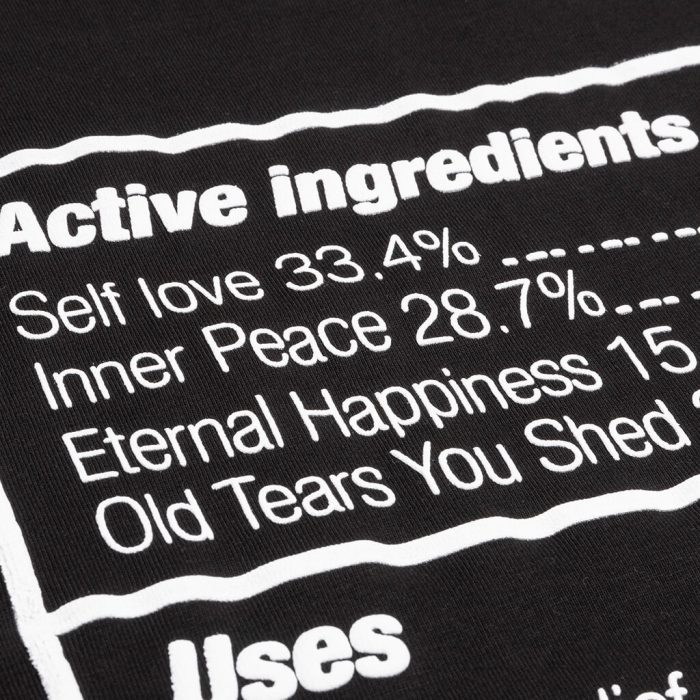 Active ingredients
Self love 33.4%
Inner Peace 28.7%
Eternal Happiness 15
Old Tears You Shed
Uses